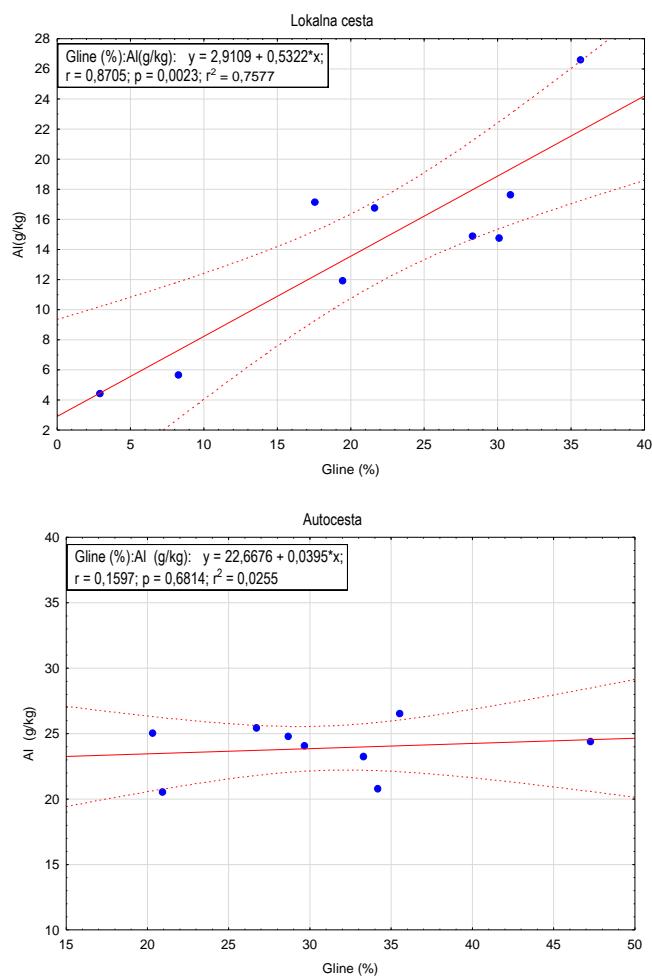 Lokalna cesta
Gline (%):Al(g/kg): y = 2,9109 + 0,5322*x;
r = 0,8705; p = 0,0023; r² = 0,7577
28
26
24
22
20
18
16
14
12
10
8
6
4
2
Al(g/kg)
0 5 10 15 20 25 30 35 40
Gline (%)
Autocesta
Gline (%):Al (g/kg): y = 22,6676 + 0,0395*x;
r = 0,1597; p = 0,6814; r² = 0,0255
40
35
30
25
20
15
10
Al (g/kg)
15 20 25 30 35 40 45 50
Gline (%)